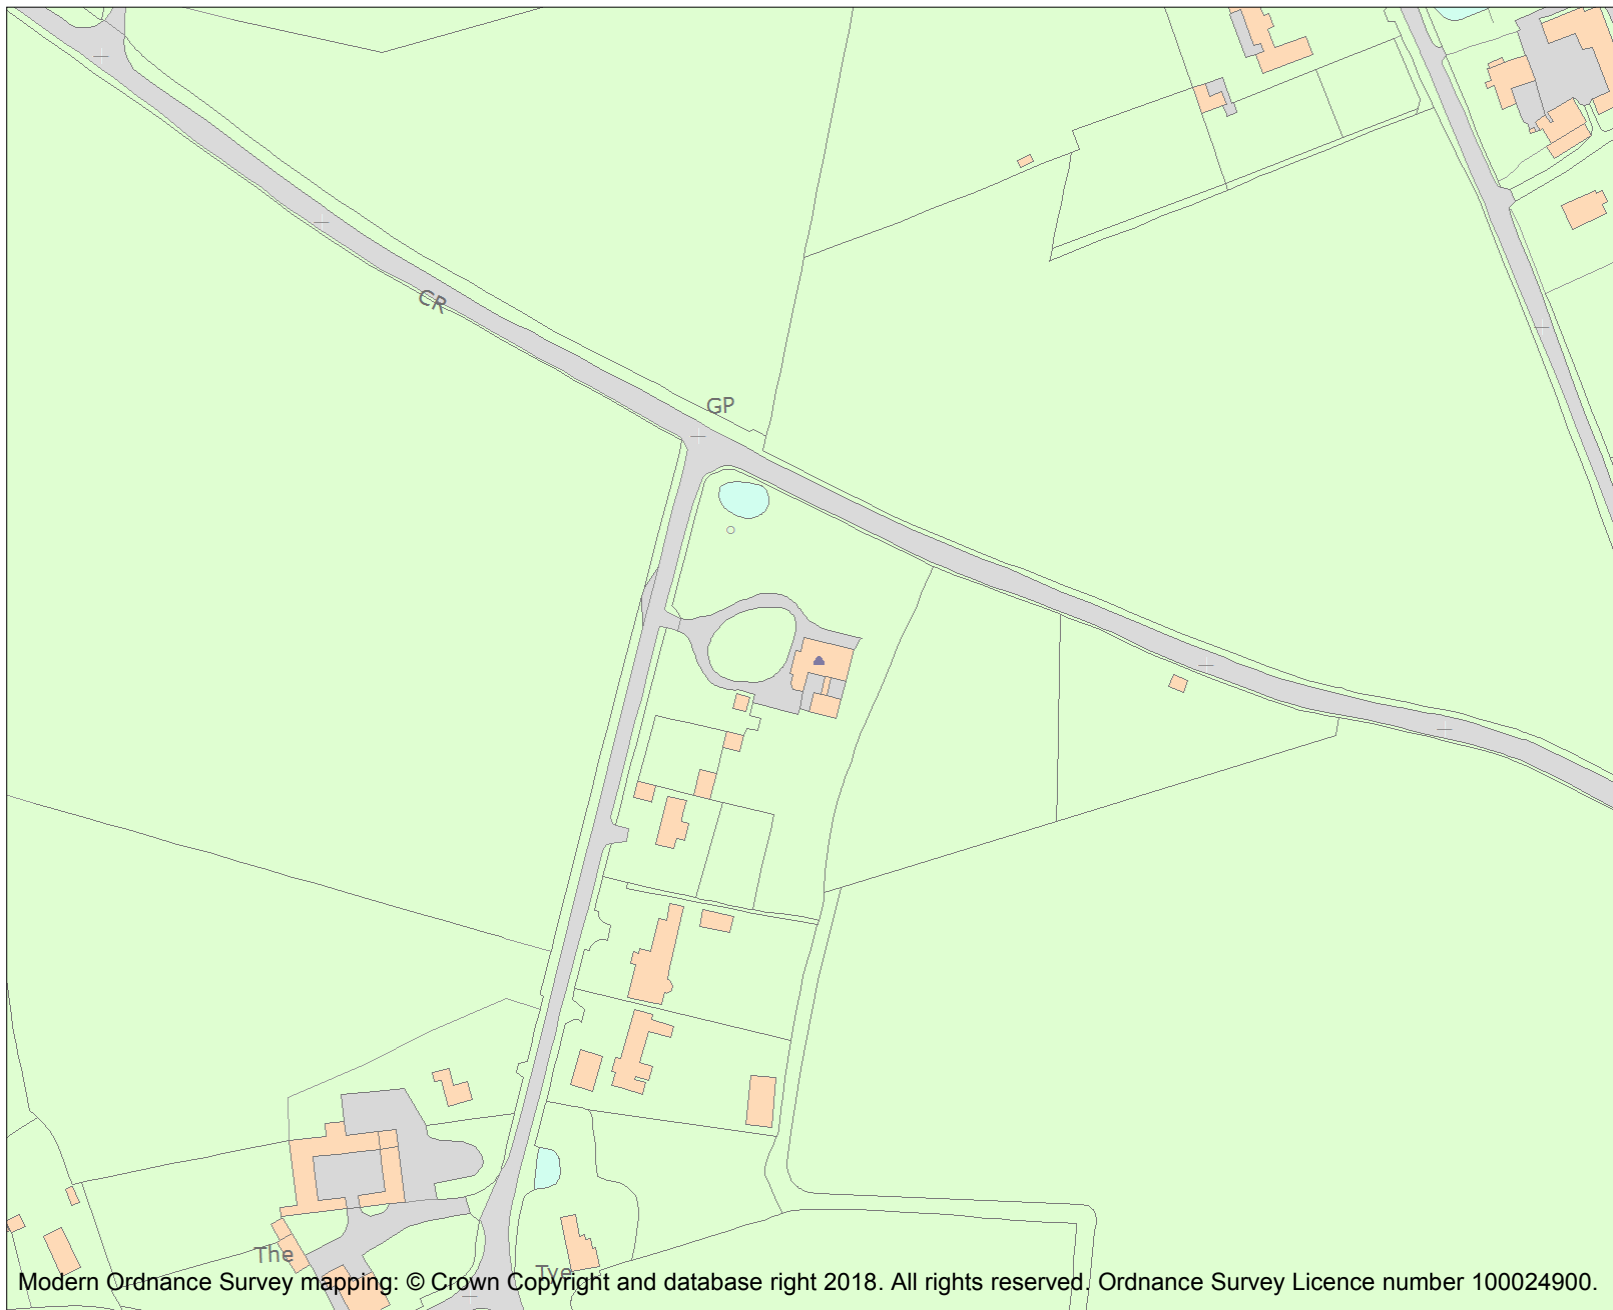 CR
GP
The
Tye
Modern Ordnance Survey mapping: © Crown Copyright and database right 2018. All rights reserved. Ordnance Survey Licence number 100024900.